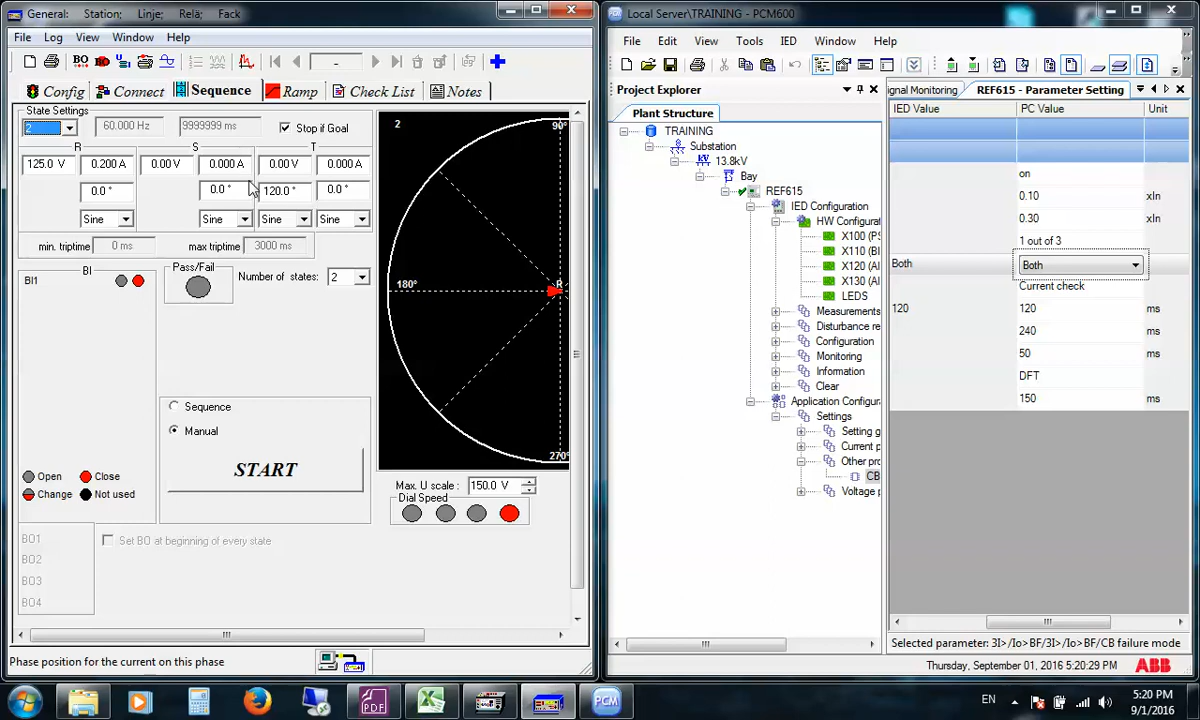 General: Station; Linje; Relä; Fack
File Log View Window Help
BO
-
Config Connect Sequence Ramp Check List Notes
State Settings
2 60.000 Hz 9999999 ms Stop if Goal
R S T
125.0 V 0.200 A 0.00 V 0.000 A 0.00 V 0.000 A
0.0 ° 0.0 ° 120.0 ° 0.0 °
Sine Sine Sine Sine
min. triptime 0 ms max triptime 3000 ms
BI
BI1
Pass/Fail
Number of states: 2
Sequence
Manual
START
Open Close
Change Not used
BO1
BO2
BO3
BO4
Set BO at beginning of every state
2
90°
180°
R
270°
Max. U scale : 150.0 V
Dial Speed
Phase position for the current on this phase
Local Server\TRAINING - PCM600
File Edit View Tools IED Window Help
Project Explorer
Plant Structure
TRAINING
Substation
13.8kV
Bay
REF615
IED Configuration
HW Configurat
X100 (PS
X110 (BI
X120 (AI
X130 (AI
LEDS
Measurements
Disturbance re
Configuration
Monitoring
Information
Clear
Application Configura
Settings
Setting g
Current p
Other pro
CB
Voltage p
ignal Monitoring REF615 - Parameter Setting
IED Value PC Value Unit
on
0.10 xIn
0.30 xIn
1 out of 3
Both Both
Current check
120 120 ms
240 ms
50 ms
DFT
150 ms
Selected parameter: 3I>/Io>BF/3I>/Io>BF/CB failure mode
Thursday, September 01, 2016 5:20:29 PM ABB
PDF
PCM
EN
5:20 PM
9/1/2016